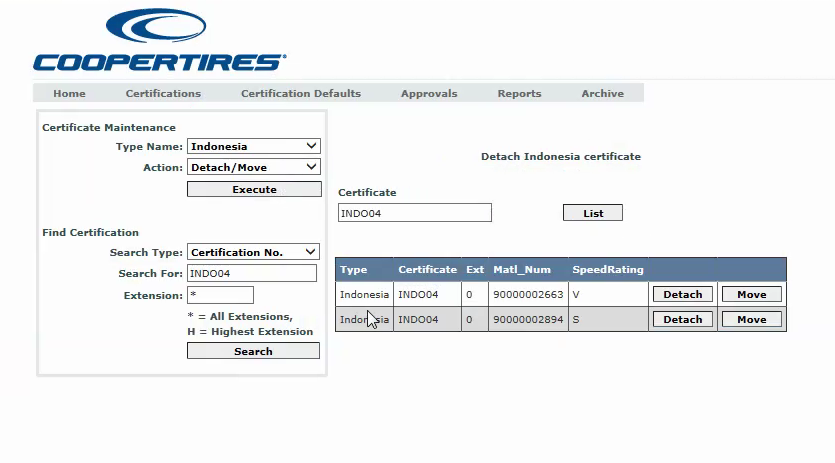 COOPERTIRES®
Home Certifications Certification Defaults Approvals Reports Archive
Certificate Maintenance
Type Name: Indonesia
Action: Detach/Move
Execute
Find Certification
Search Type: Certification No.
Search For: INDO04
Extension: *
* = All Extensions,
H = Highest Extension
Search
Detach Indonesia certificate
Certificate
INDO04 List
Type Certificate Ext Matl_Num SpeedRating
Indonesia INDO04 0 90000002663 V Detach Move
Indonesia INDO04 0 90000002894 S Detach Move